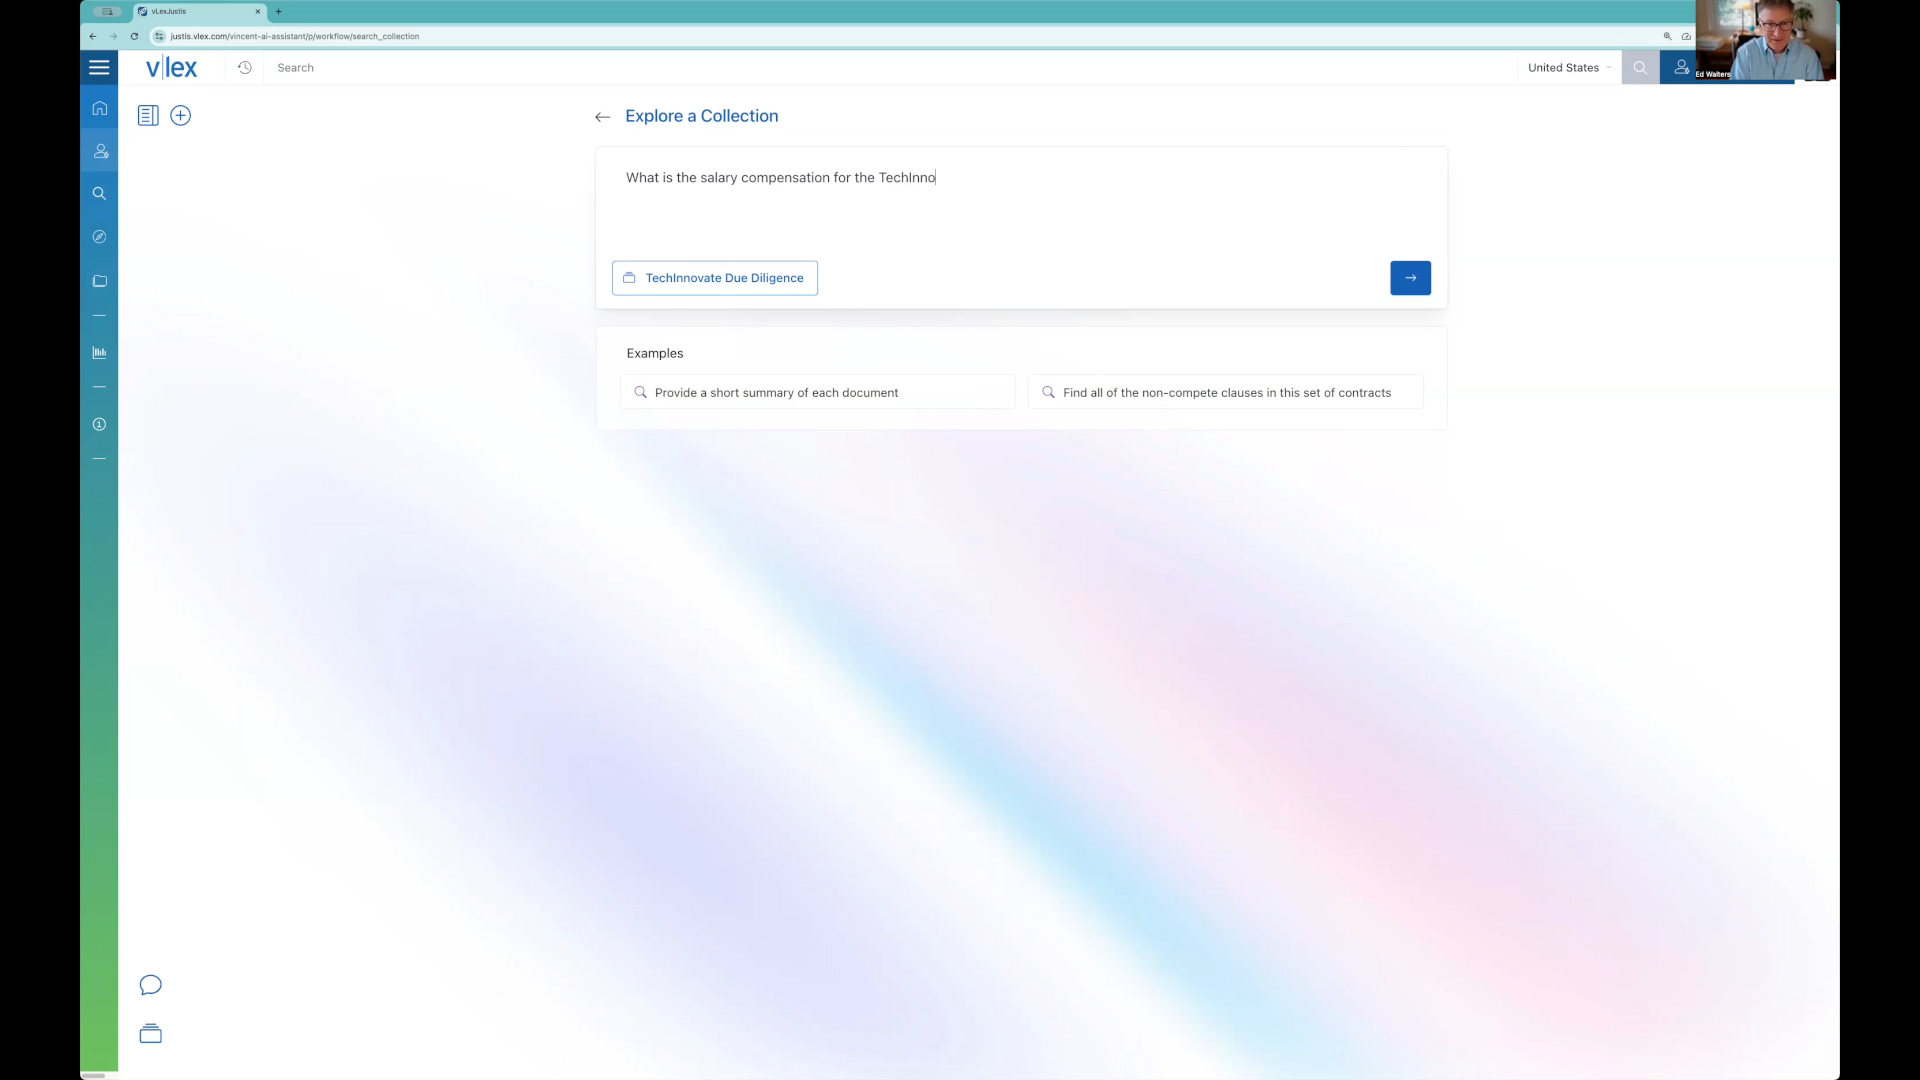 vLexJustis
justis.vlex.com/vincent-ai-assistant/p/workflow/search_collection
vlex
Search
United States
Ed Walters
Explore a Collection
What is the salary compensation for the TechInno
TechInnovate Due Diligence
Examples
Provide a short summary of each document
Find all of the non-compete clauses in this set of contracts